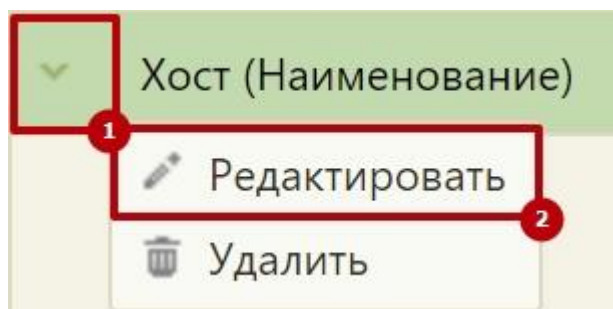 Хост (Наименование)
1
Редактировать
2
Удалить